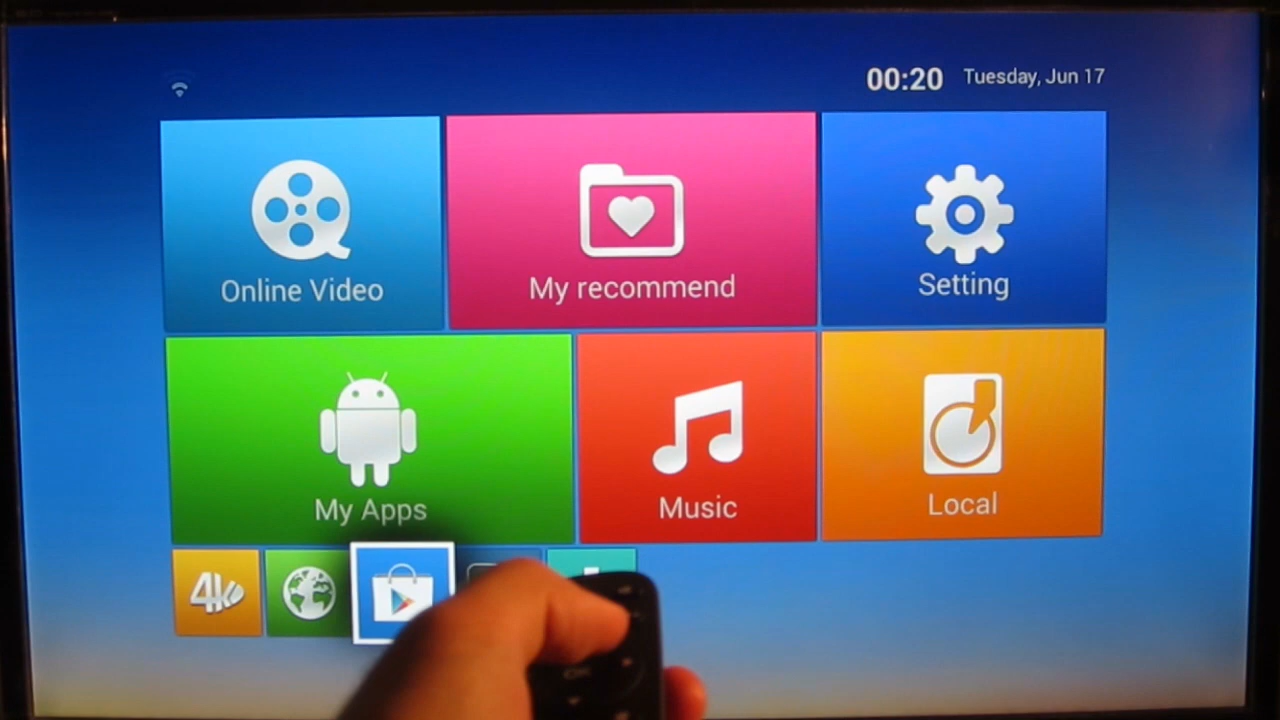 00:20 Tuesday, Jun 17
Online Video
My recommend
Setting
My Apps
Music
Local
4K